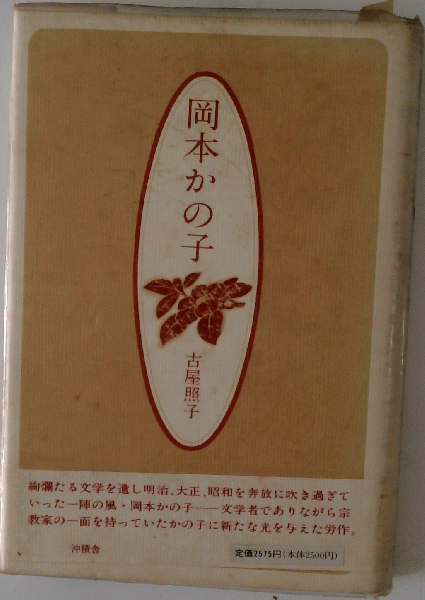 岡本かの子
古屋照子
絢爛たる文学を遺し明治、大正、昭和を奔放に吹き過ぎて
いった一陣の風・岡本かの子――文学者でありながら宗
教家の一面を持っていたかの子に新たな光を与えた労作。
沖積舎
定価2575円(本体2500円)